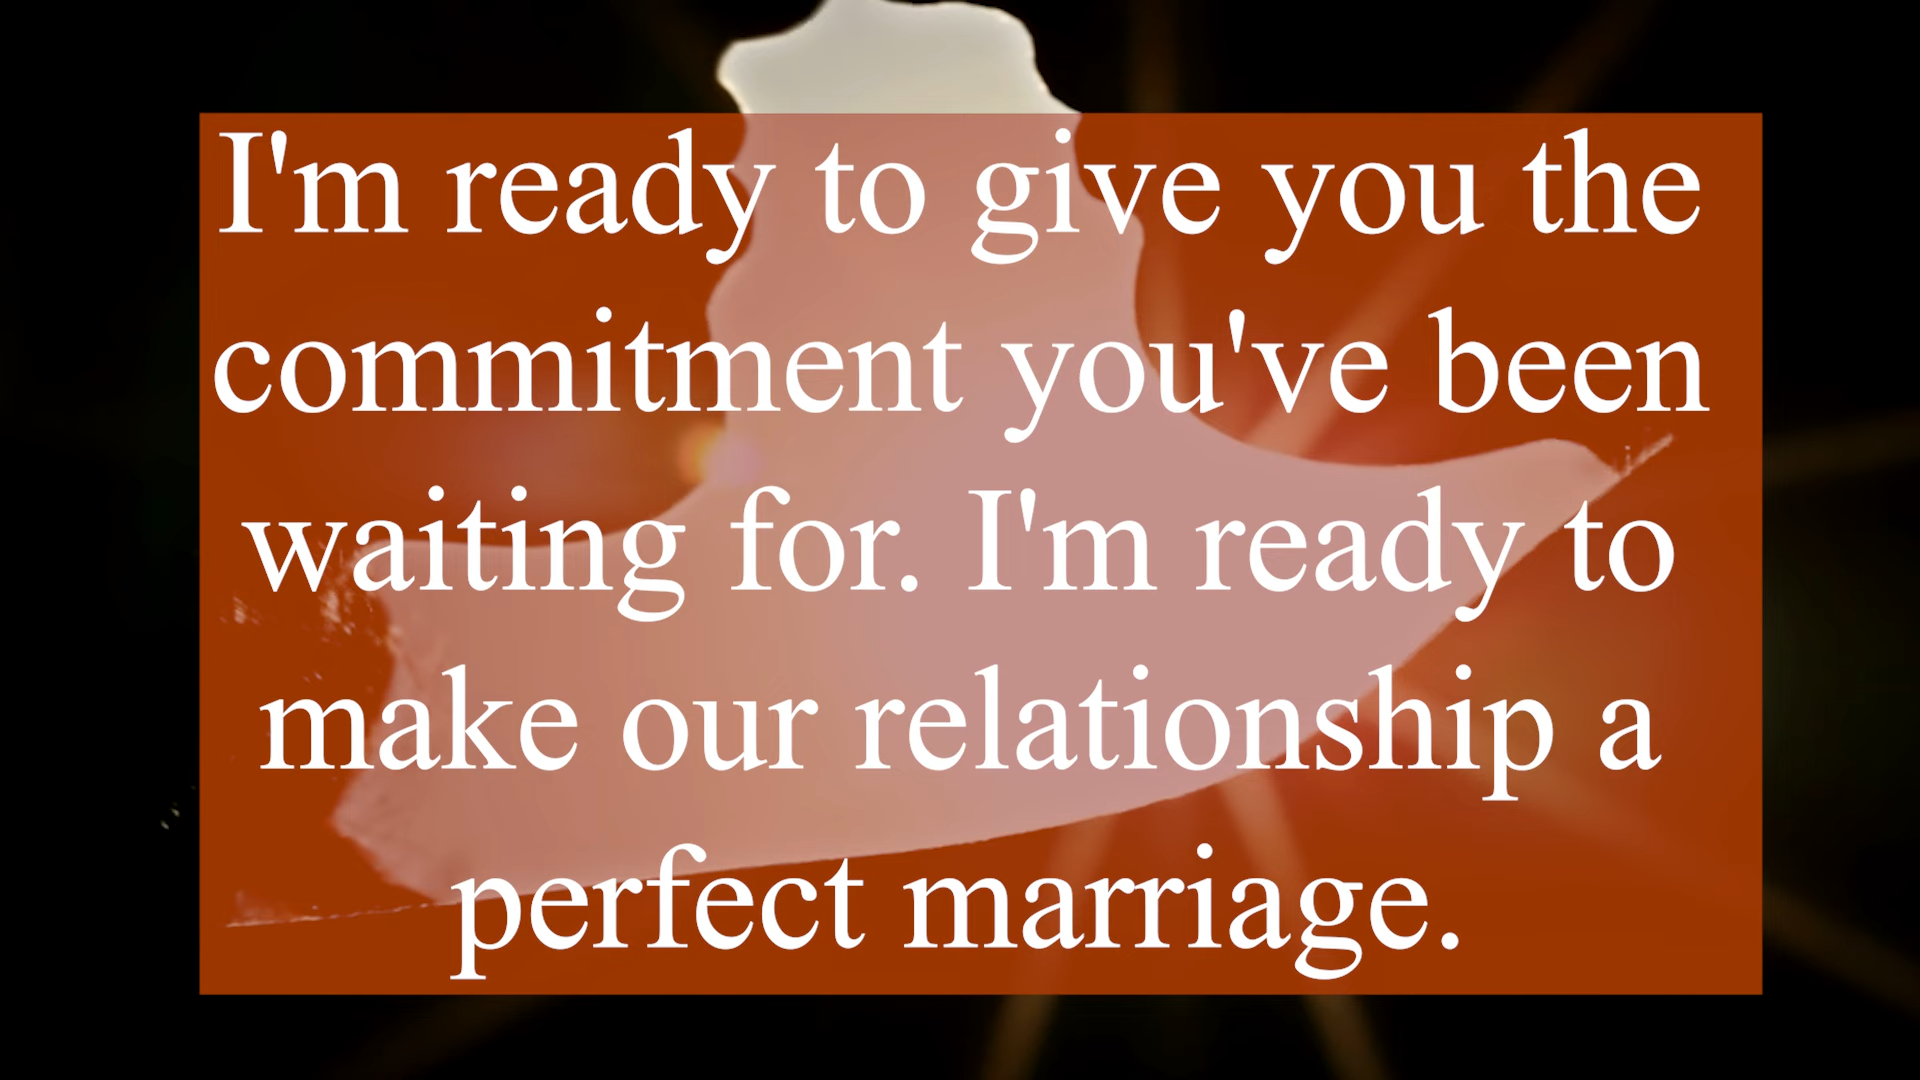 I'm ready to give you the
commitment you've been
waiting for. I'm ready to
make our relationship a
perfect marriage.